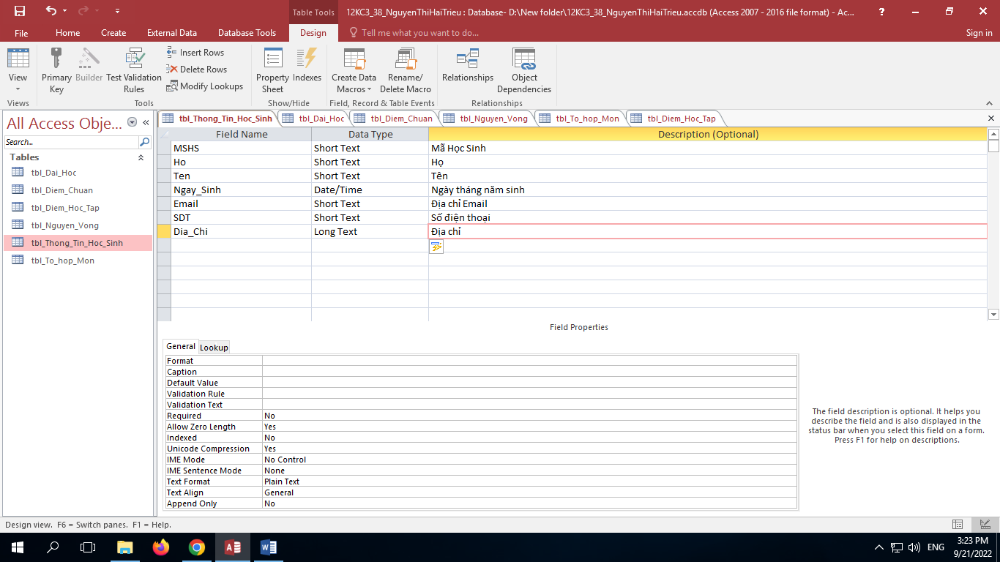 Table Tools
12KC3_38_NguyenThiHaiTrieu : Database- D:\New folder\12KC3_38_NguyenThiHaiTrieu.accdb (Access 2007 - 2016 file format) - Ac...
?
File Home Create External Data Database Tools Design Tell me what you want to do... Sign in
View
Primary Key
Builder
Test Validation Rules
Insert Rows
Delete Rows
Modify Lookups
Property Sheet
Indexes
Create Data Macros
Rename/ Delete Macro
Relationships
Object Dependencies
Views Tools Show/Hide Field, Record & Table Events Relationships
All Access Obje...
Search...
Tables
tbl_Dai_Hoc
tbl_Diem_Chuan
tbl_Diem_Hoc_Tap
tbl_Nguyen_Vong
tbl_Thong_Tin_Hoc_Sinh
tbl_To_hop_Mon
tbl_Thong_Tin_Hoc_Sinh tbl_Dai_Hoc tbl_Diem_Chuan tbl_Nguyen_Vong tbl_To_hop_Mon tbl_Diem_Hoc_Tap
Field Name Data Type Description (Optional)
MSHS Short Text Mã Học Sinh
Ho Short Text Họ
Ten Short Text Tên
Ngay_Sinh Date/Time Ngày tháng năm sinh
Email Short Text Địa chỉ Email
SDT Short Text Số điện thoại
Dia_Chi Long Text Địa chỉ
Field Properties
General Lookup
Format
Caption
Default Value
Validation Rule
Validation Text
Required No
Allow Zero Length Yes
Indexed No
Unicode Compression Yes
IME Mode No Control
IME Sentence Mode None
Text Format Plain Text
Text Align General
Append Only No
The field description is optional. It helps you
describe the field and is also displayed in the
status bar when you select this field on a form.
Press F1 for help on descriptions.
Design view. F6 = Switch panes. F1 = Help.
ENG
3:23 PM
9/21/2022